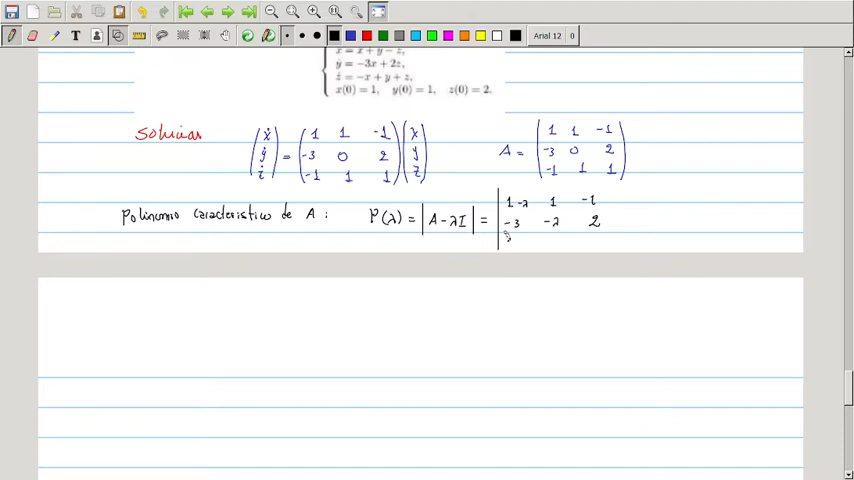 Arial 12 0
ẋ = x + y − z,
ẏ = −3x + 2z,
ż = −x + y + z,
x(0) = 1, y(0) = 1, z(0) = 2.
Solución (ẋ ẏ ż) = (1 1 -1; -3 0 2; -1 1 1) (x y z) A = (1 1 -1; -3 0 2; -1 1 1)
Polinomio Característico de A : P(λ) = |A - λI| = |1-λ 1 -1; -3 -λ 2